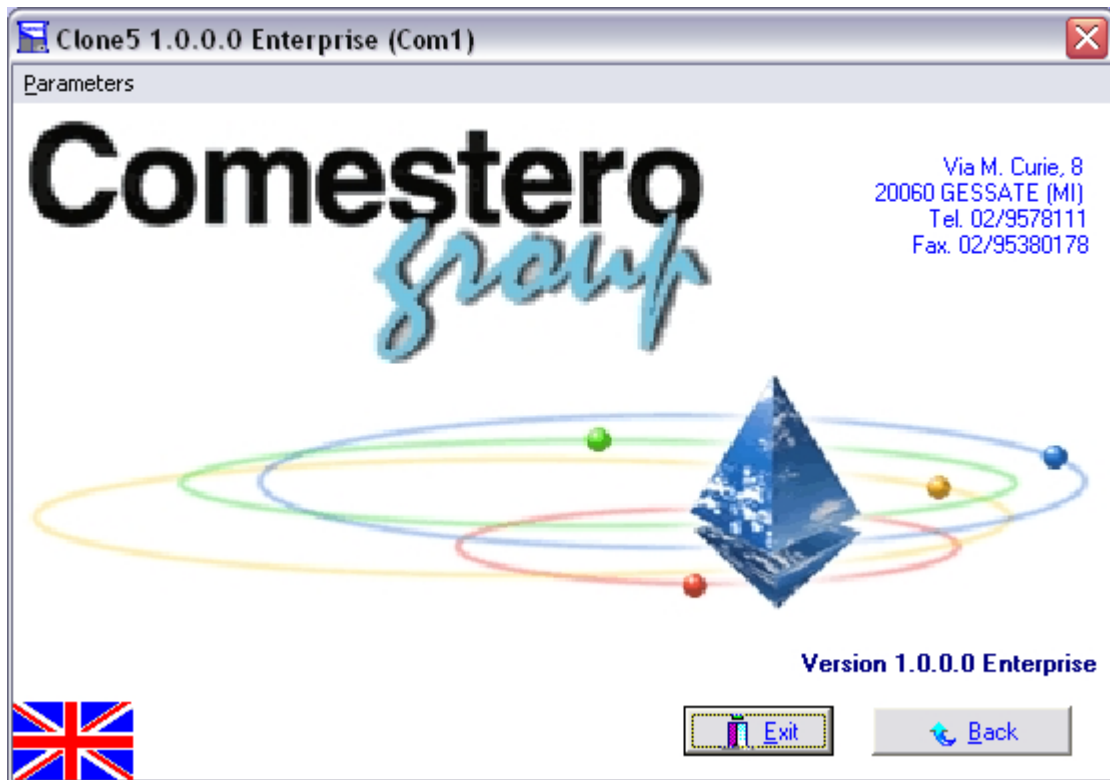 Clone5 1.0.0.0 Enterprise (Com1)
Parameters
Comestero
group
Via M. Curie, 8
20060 GESSATE (MI)
Tel. 02/9578111
Fax. 02/95380178
Version 1.0.0.0 Enterprise
Exit
Back